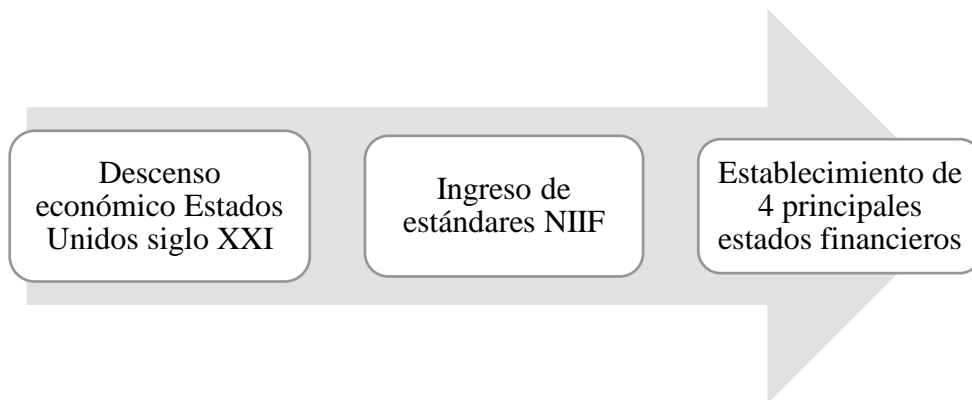 Descenso
económico Estados
Unidos siglo XXI
Ingreso de
estándares NIIF
Establecimiento de
4 principales
estados financieros